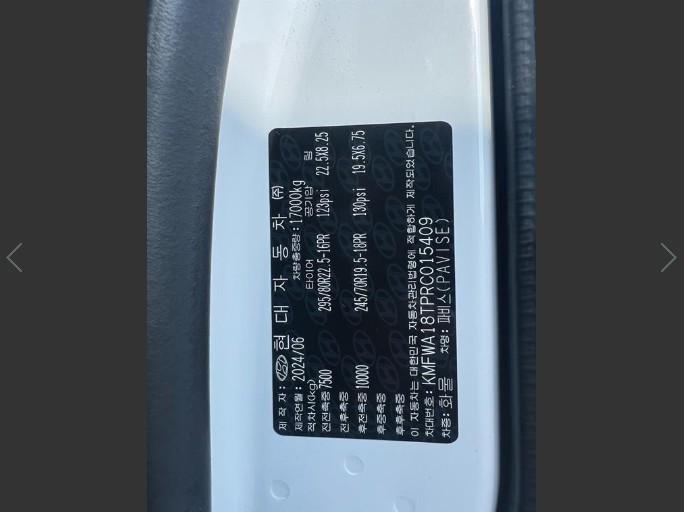 제 작 자 : 현 대 자 동 차 (주)
제작연월 : 2024/06 차량총중량 : 17000kg
적차시(kg) 타이어 공기압 림
전전축중 7500 295/80R22.5-16PR 123psi 22.5X8.25
전후축중
후전축중 10000 245/70R19.5-18PR 130psi 19.5X6.75
후중축중
후후축중
이 자동차는 대한민국 자동차관리법령에 적합하게 제작되었습니다.
차대번호 : KMFWA18TPRC015409
차종 : 화물 차명 : 파비스(PAVISE)